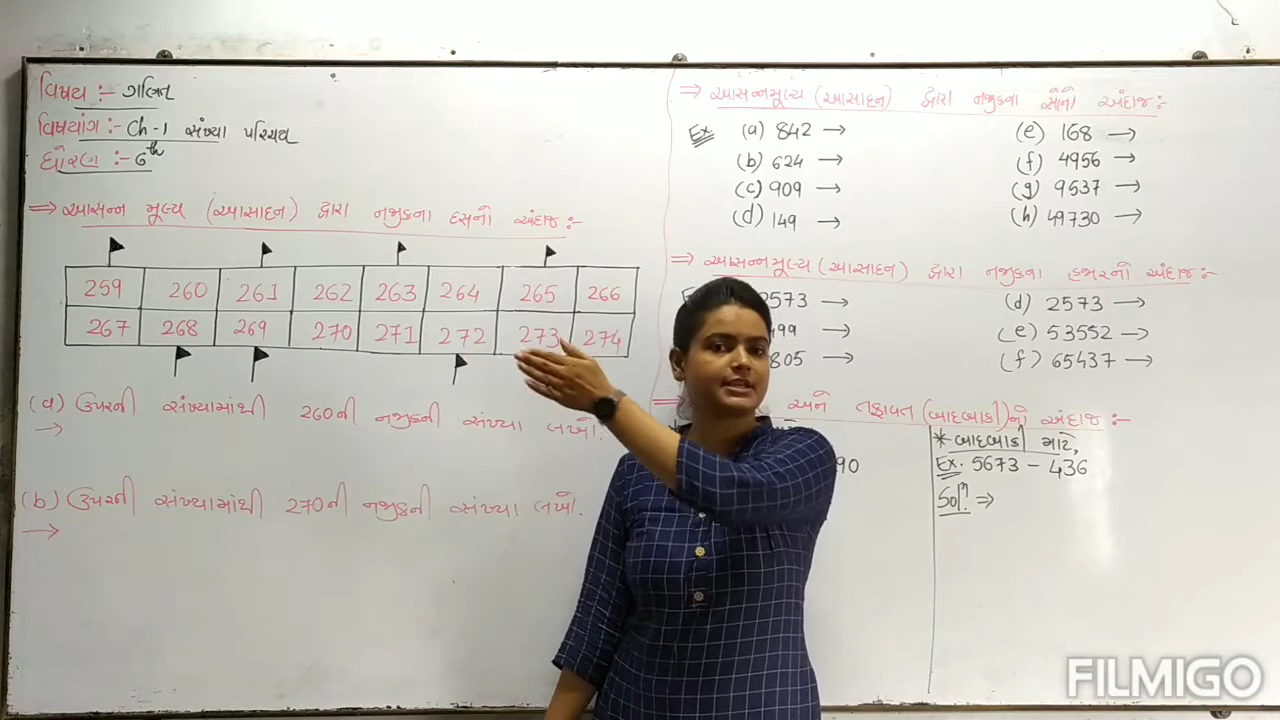 વિષય :- ગણિત
વિષયાંગ :- Ch-1 સંખ્યા પરિચય
ધોરણ :- 6th
⇒ આસન્ન મૂલ્ય (આસાદન) દ્વારા નજીકના દસનો અંદાજ :-
259 260 261 262 263 264 265 266
267 268 269 270 271 272 273 274
(a) ઉપરની સંખ્યામાંથી 260ની નજીકની સંખ્યા લખો.
→
(b) ઉપરની સંખ્યામાંથી 270ની નજીકની સંખ્યા લખો.
→
⇒ આસન્નમૂલ્ય (આસાદન) દ્વારા નજીકના સોનો અંદાજ :-
Ex (a) 842 → (e) 168 →
(b) 624 → (f) 4956 →
(c) 909 → (g) 9537 →
(d) 149 → (h) 49730 →
⇒ આસન્નમૂલ્ય (આસાદન) દ્વારા નજીકના હજારનો અંદાજ :-
2573 → (d) 2573 →
499 → (e) 53552 →
805 → (f) 65437 →
⇒ અને તફાવત (બાદબાકી)નો અંદાજ :-
* બાદબાકી માટે,
90 Ex. 5673 - 436
Solⁿ. ⇒
FILMIGO